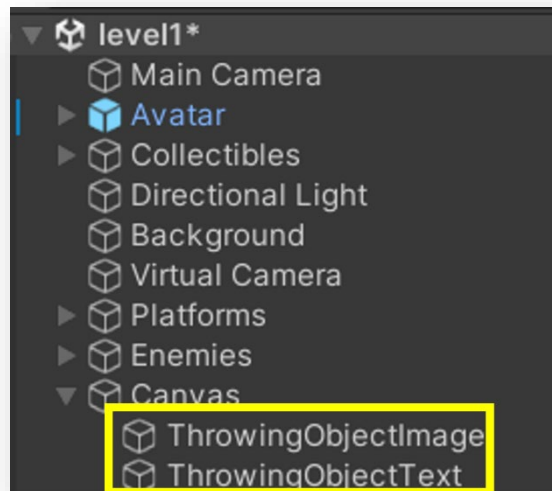 level1*
Main Camera
Avatar
Collectibles
Directional Light
Background
Virtual Camera
Platforms
Enemies
Canvas
ThrowingObjectImage
ThrowingObjectText